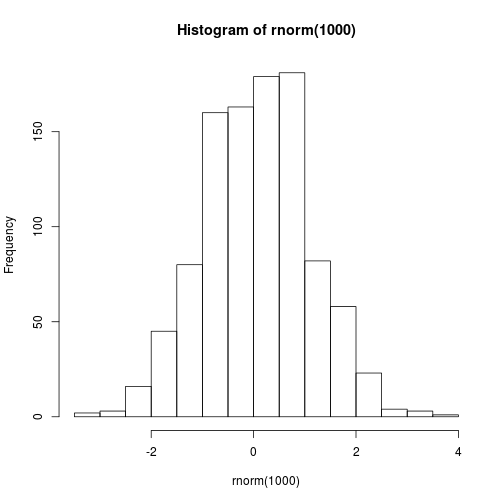 Histogram of rnorm(1000)
Frequency
150
100
50
0
-2 0 2 4
rnorm(1000)